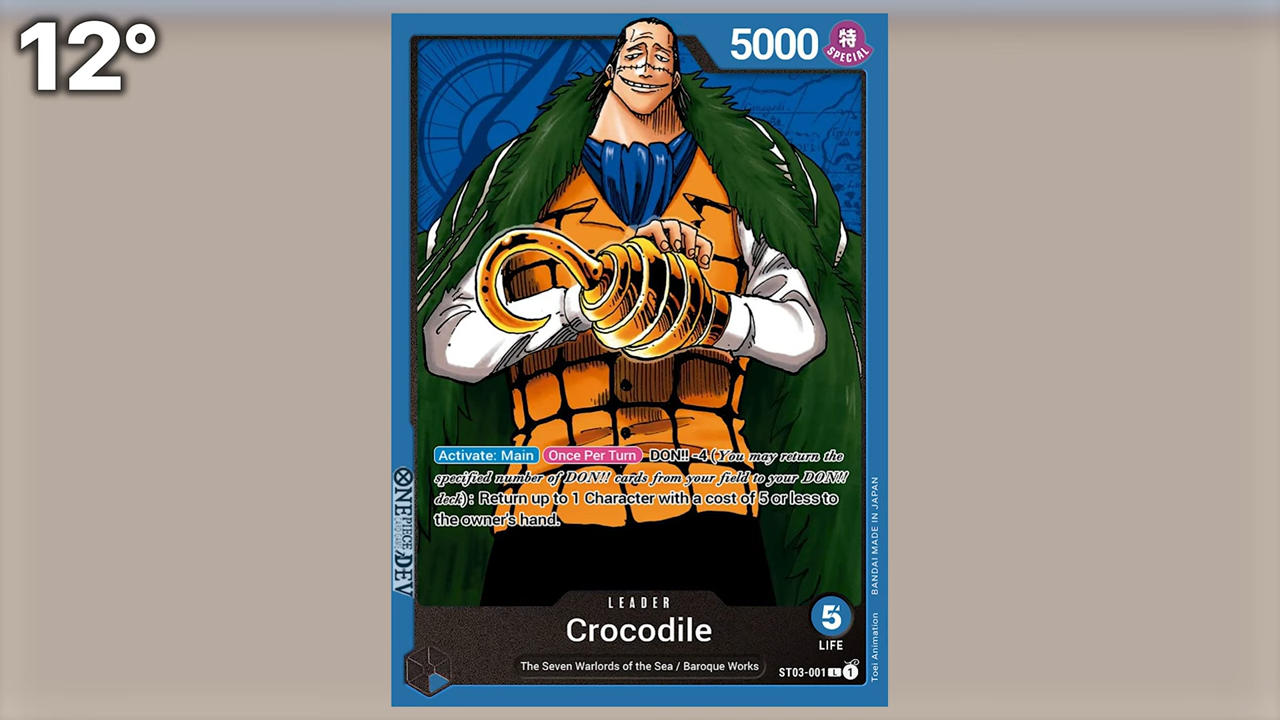 12°
5000
特
SPECIAL
Activate: Main Once Per Turn DON!! -4 (You may return the
specified number of DON!! cards from your field to your DON!!
deck) : Return up to 1 Character with a cost of 5 or less to
the owner's hand.
ONE PIECE
CARD GAME
DEV
BANDAI MADE IN JAPAN
Toei Animation
LEADER
Crocodile
The Seven Warlords of the Sea / Baroque Works
5
LIFE
ST03-001 L 1